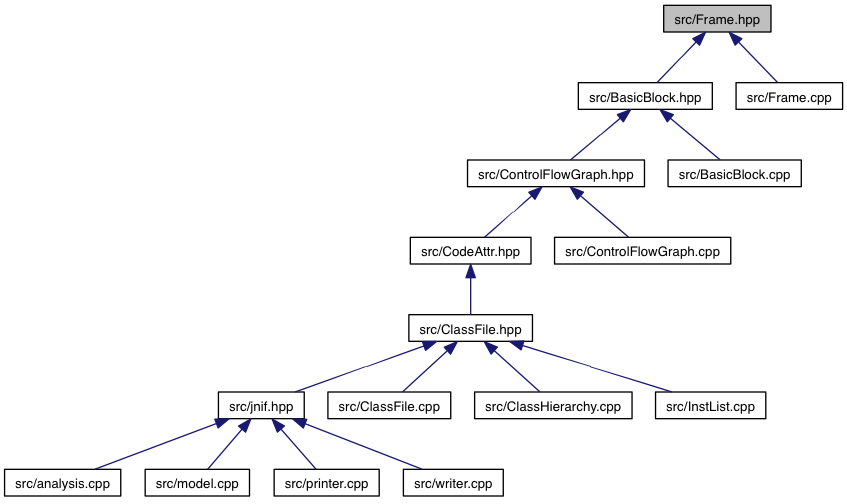 src/Frame.hpp
src/BasicBlock.hpp
src/Frame.cpp
src/ControlFlowGraph.hpp
src/BasicBlock.cpp
src/CodeAttr.hpp
src/ControlFlowGraph.cpp
src/ClassFile.hpp
src/jnif.hpp
src/ClassFile.cpp
src/ClassHierarchy.cpp
src/InstList.cpp
src/analysis.cpp
src/model.cpp
src/printer.cpp
src/writer.cpp